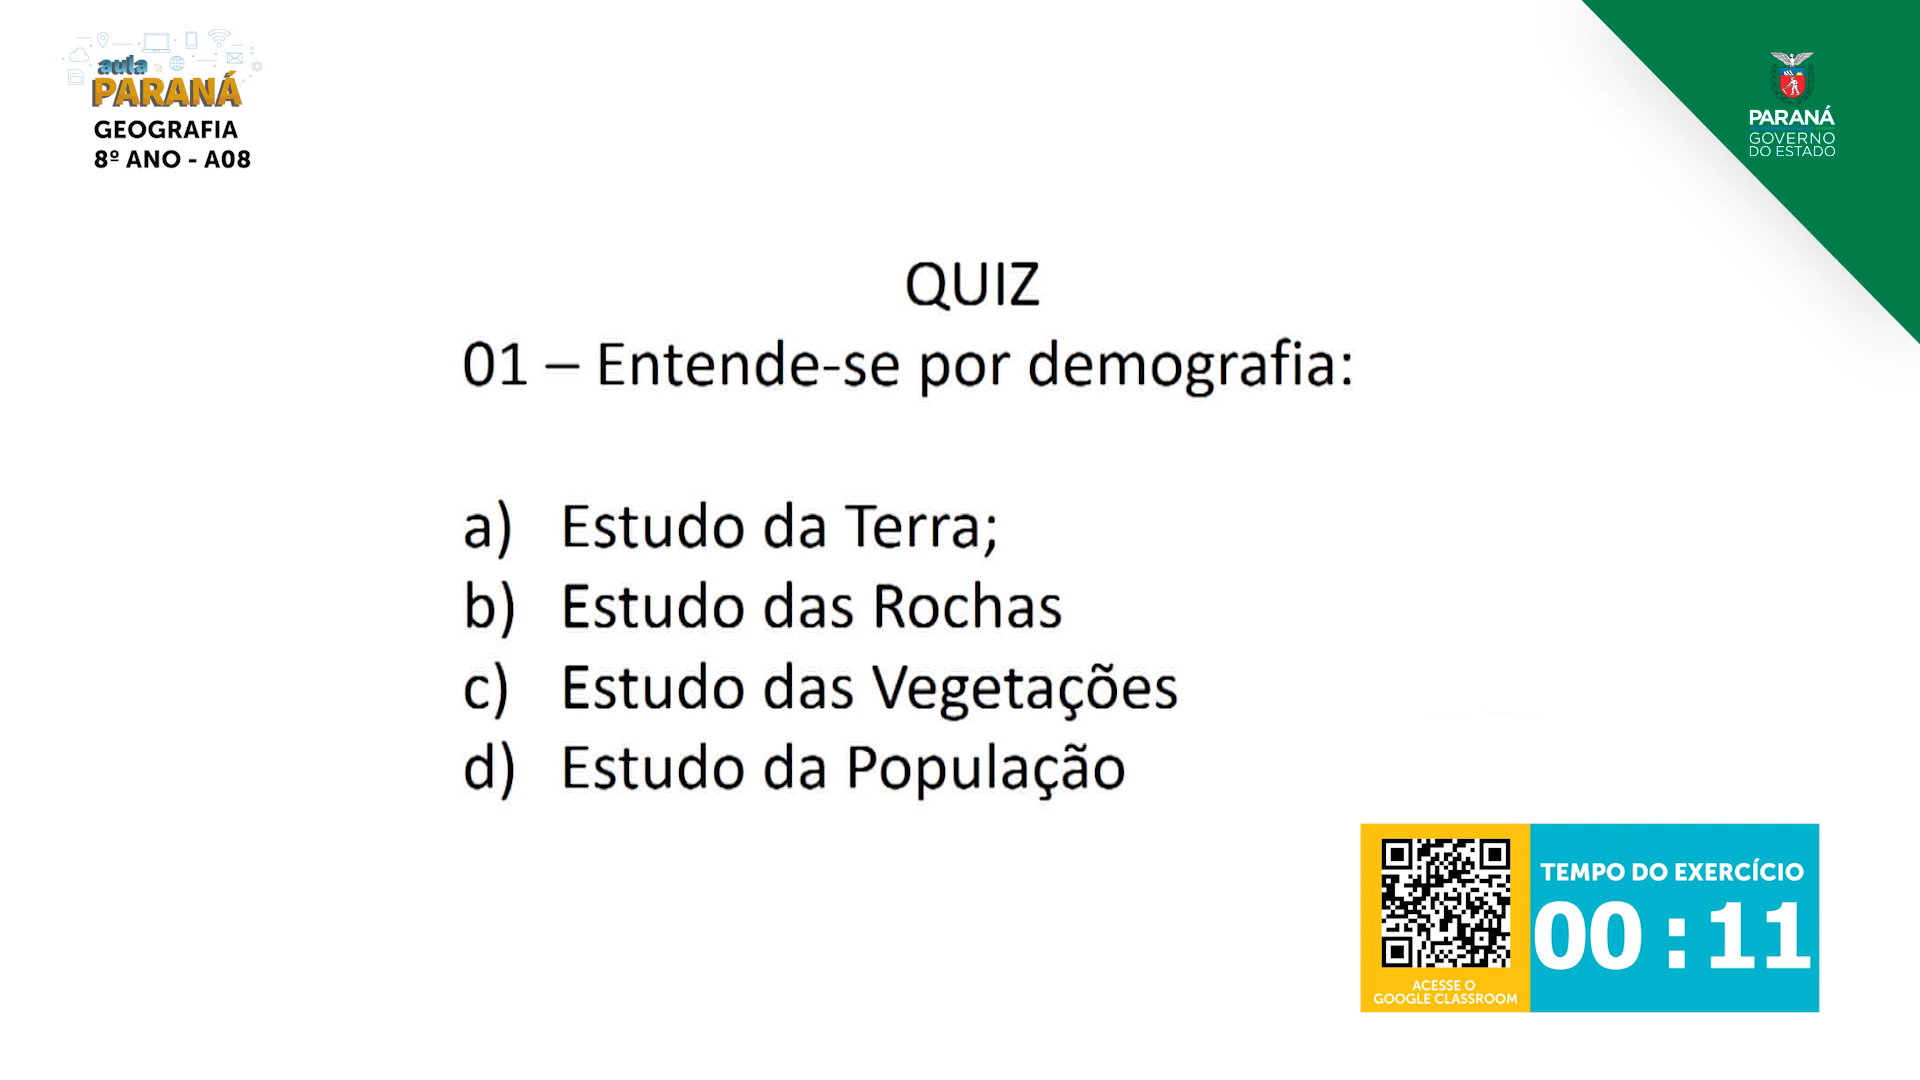 aula
PARANÁ
GEOGRAFIA
8º ANO - A08
PARANÁ
GOVERNO
DO ESTADO
QUIZ
01 – Entende-se por demografia:
a) Estudo da Terra;
b) Estudo das Rochas
c) Estudo das Vegetações
d) Estudo da População
TEMPO DO EXERCÍCIO
00 : 11
ACESSE O
GOOGLE CLASSROOM